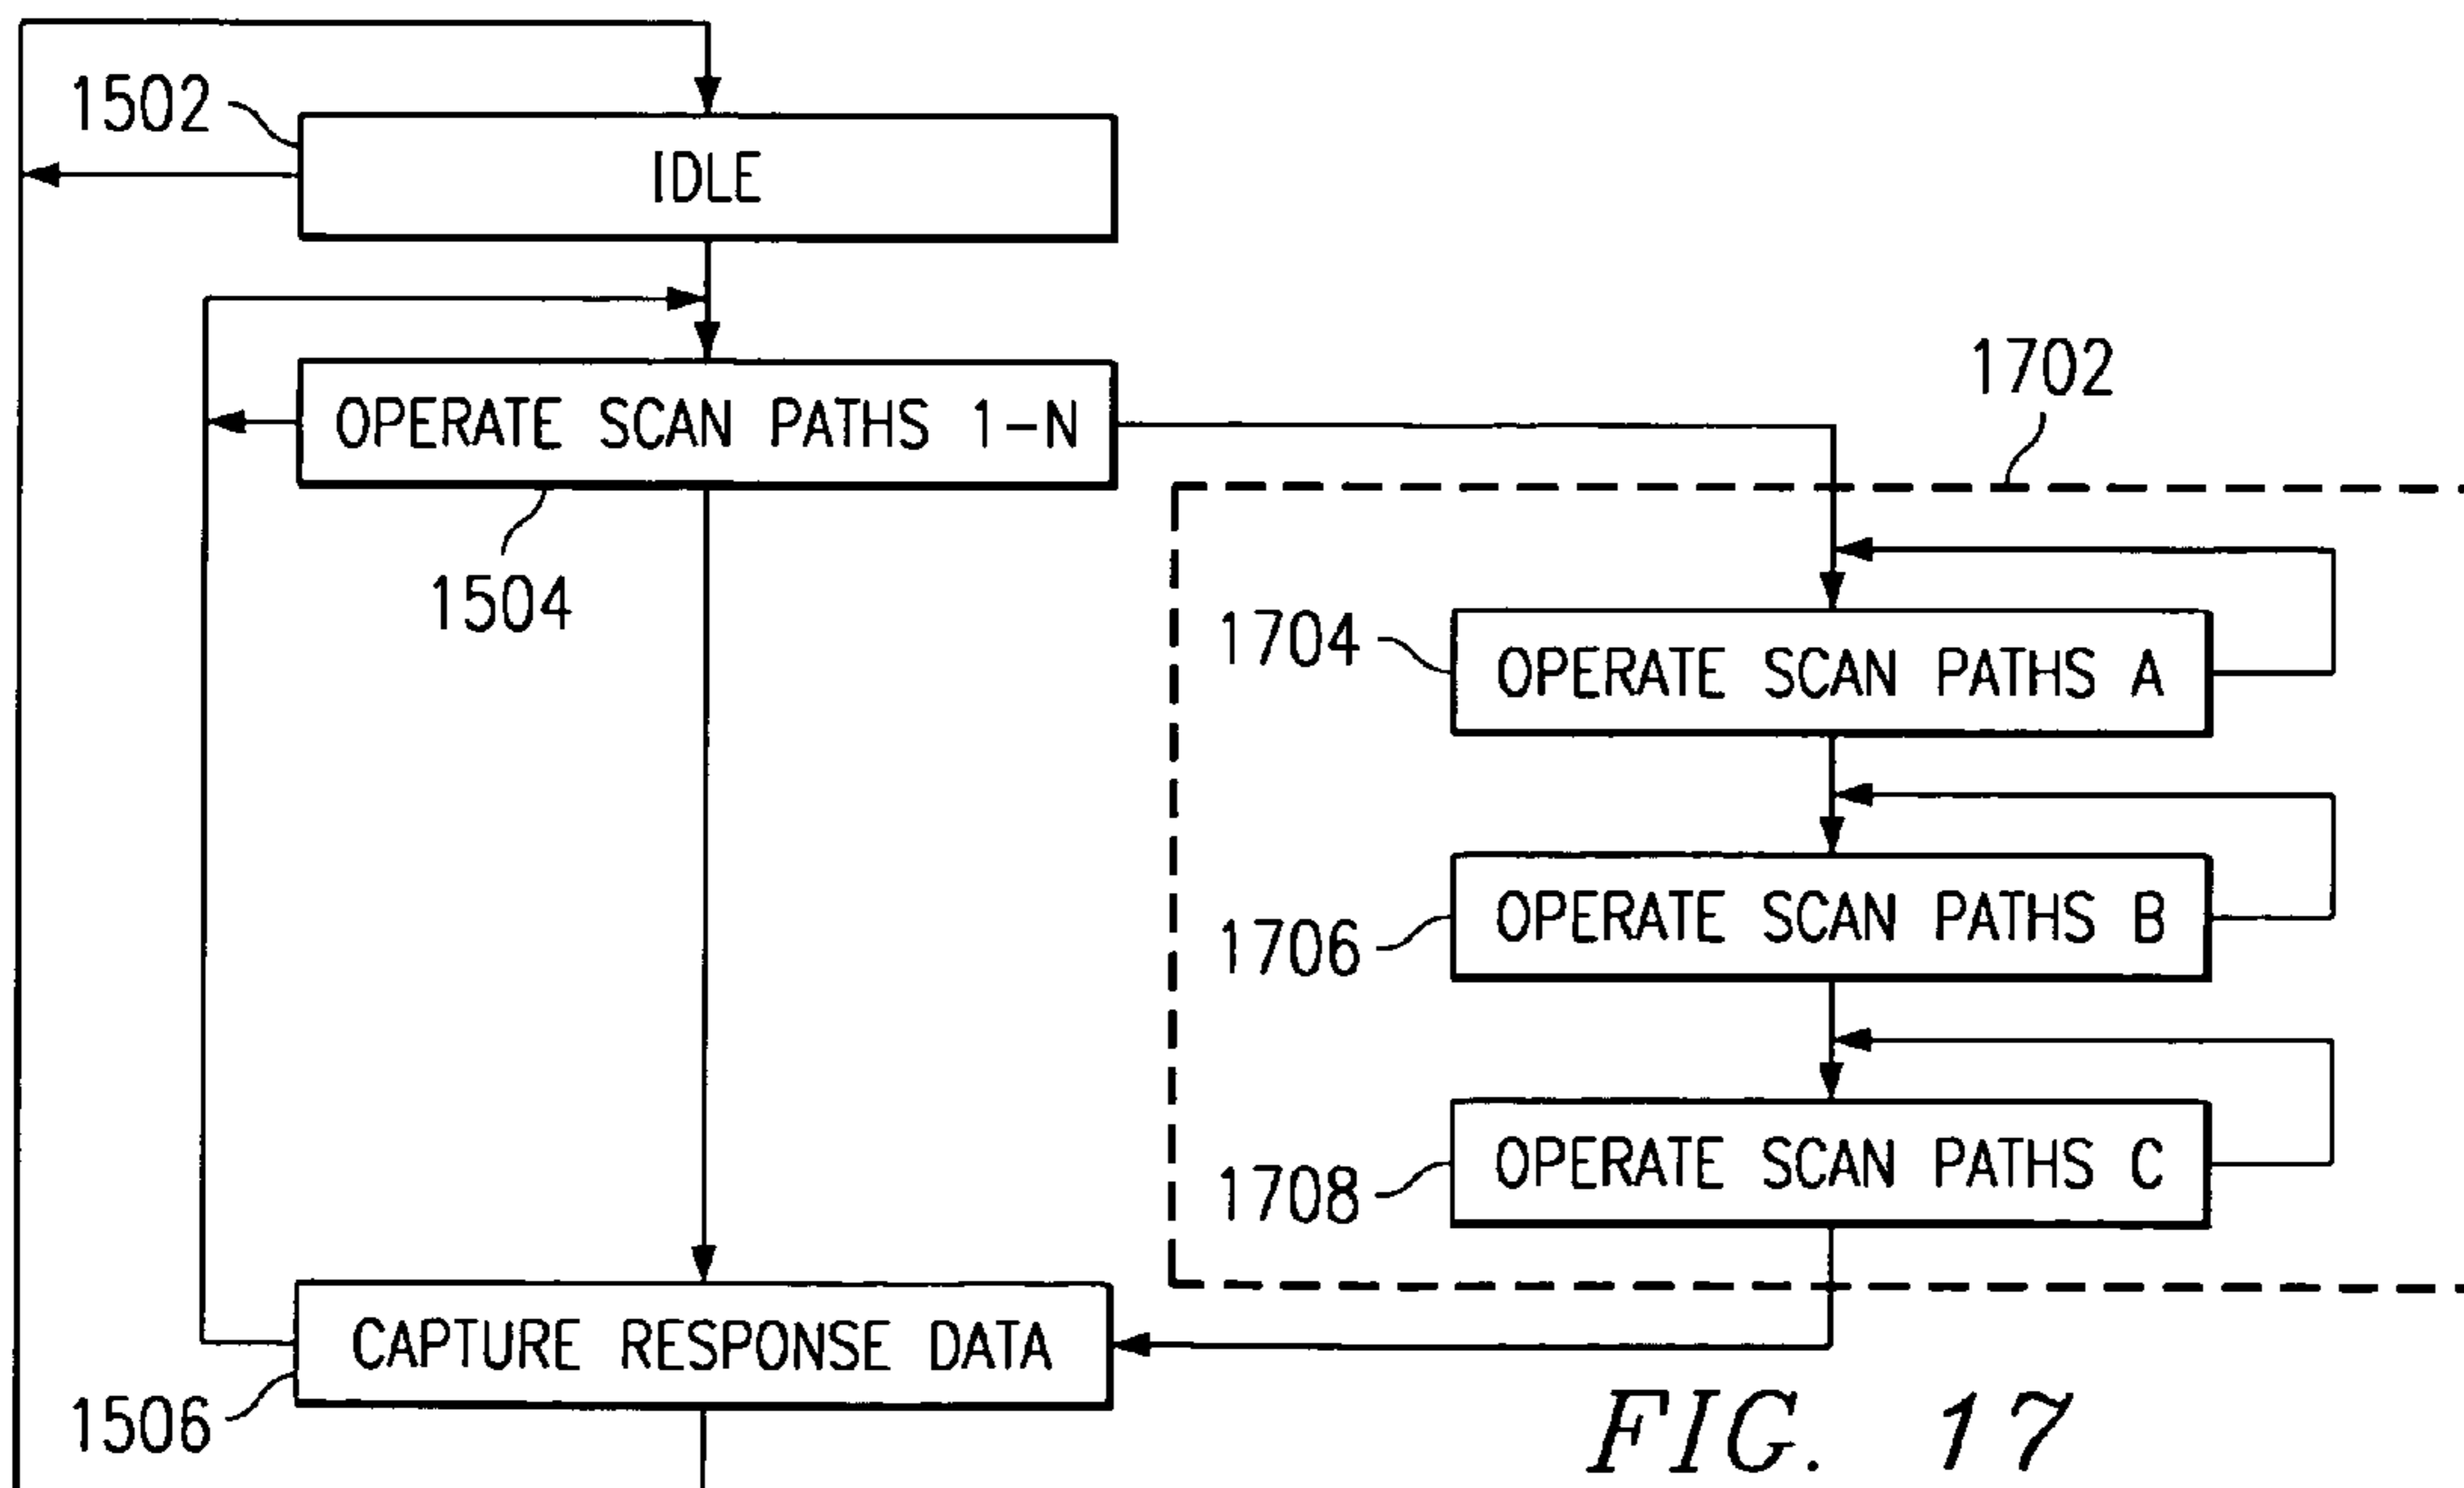 1502
IDLE
OPERATE SCAN PATHS 1-N
1504
1702
1704
OPERATE SCAN PATHS A
1706
OPERATE SCAN PATHS B
1708
OPERATE SCAN PATHS C
CAPTURE RESPONSE DATA
1506
FIG. 17